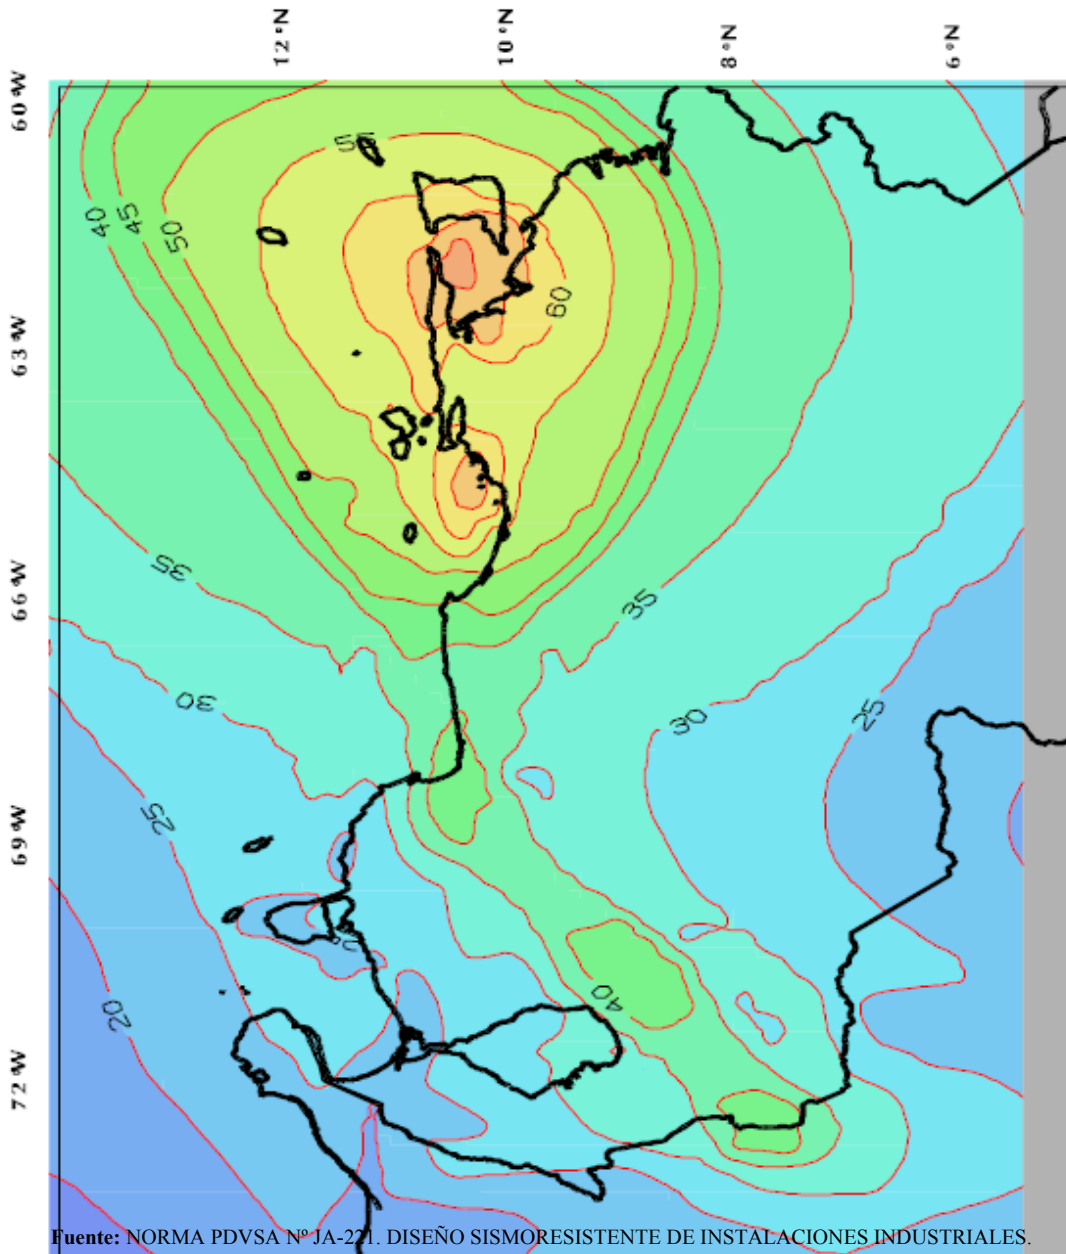 12°N
10°N
8°N
6°N
60°W
63°W
66°W
69°W
72°W
55
40
45
50
60
35
35
30
30
25
25
25
40
20
Fuente: NORMA PDVSA Nº JA-221. DISEÑO SISMORESISTENTE DE INSTALACIONES INDUSTRIALES.